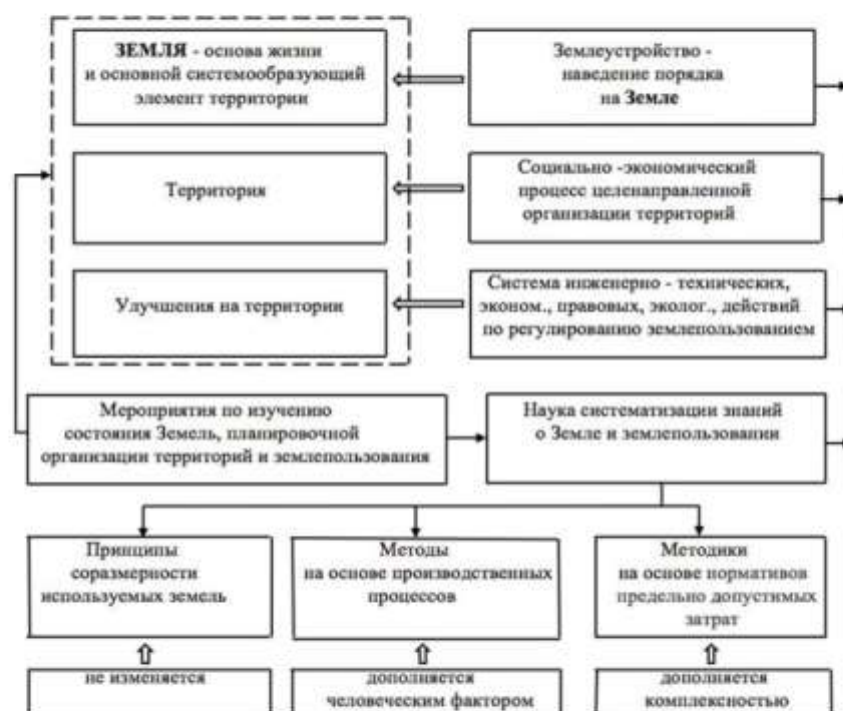 ЗЕМЛЯ - основа жизни
и основной системообразующий
элемент территории
Землеустройство -
наведение порядка
на Земле
Территория
Социально -экономический
процесс целенаправленной
организации территорий
Улучшения на территории
Система инженерно - технических,
эконом., правовых, эколог., действий
по регулированию землепользованием
Мероприятия по изучению
состояния Земель, планировочной
организации территорий и землепользования
Наука систематизации знаний
о Земле и землепользовании
Принципы
соразмерности
используемых земель
Методы
на основе производственных
процессов
Методики
на основе нормативов
предельно допустимых
затрат
не изменяется
дополняется
человеческим фактором
дополняется
комплексностью